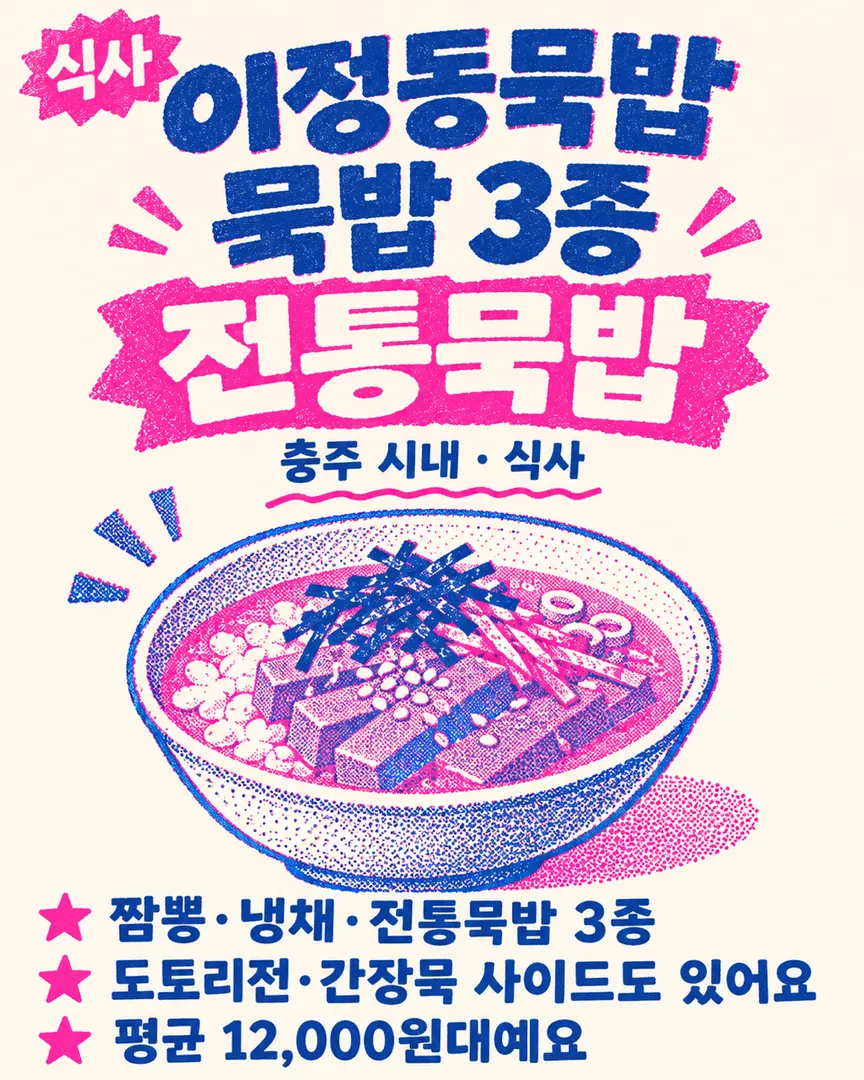 식사
이정동묵밥
묵밥 3종
전통묵밥
충주 시내 · 식사
★ 짬뽕·냉채·전통묵밥 3종
★ 도토리전·간장묵 사이드도 있어요
★ 평균 12,000원대예요